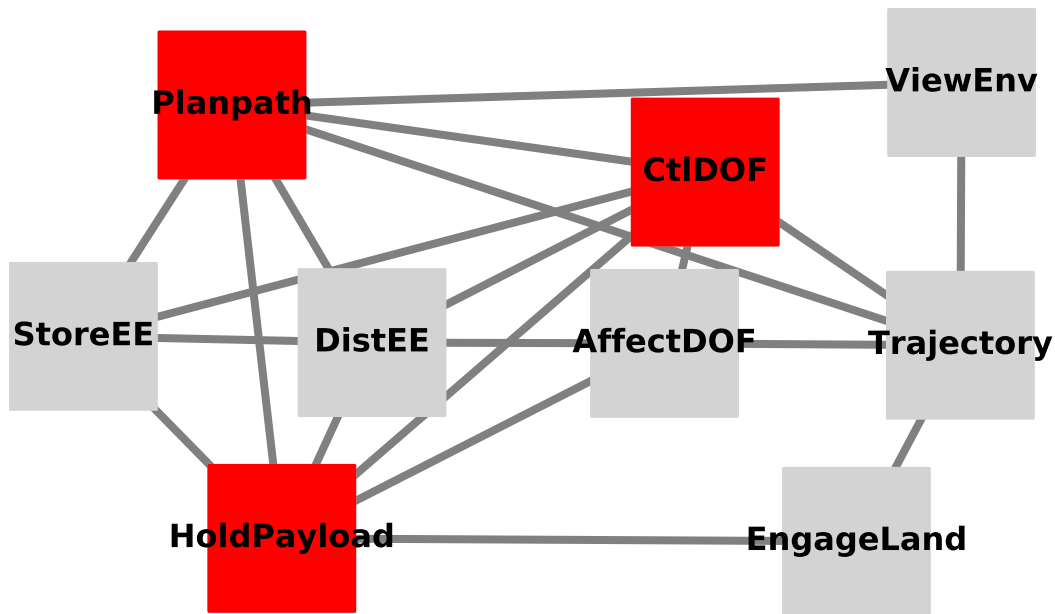 ViewEnv
Planpath
CtlDOF
StoreEE
DistEE
AffectDOF
Trajectory
HoldPayload
EngageLand